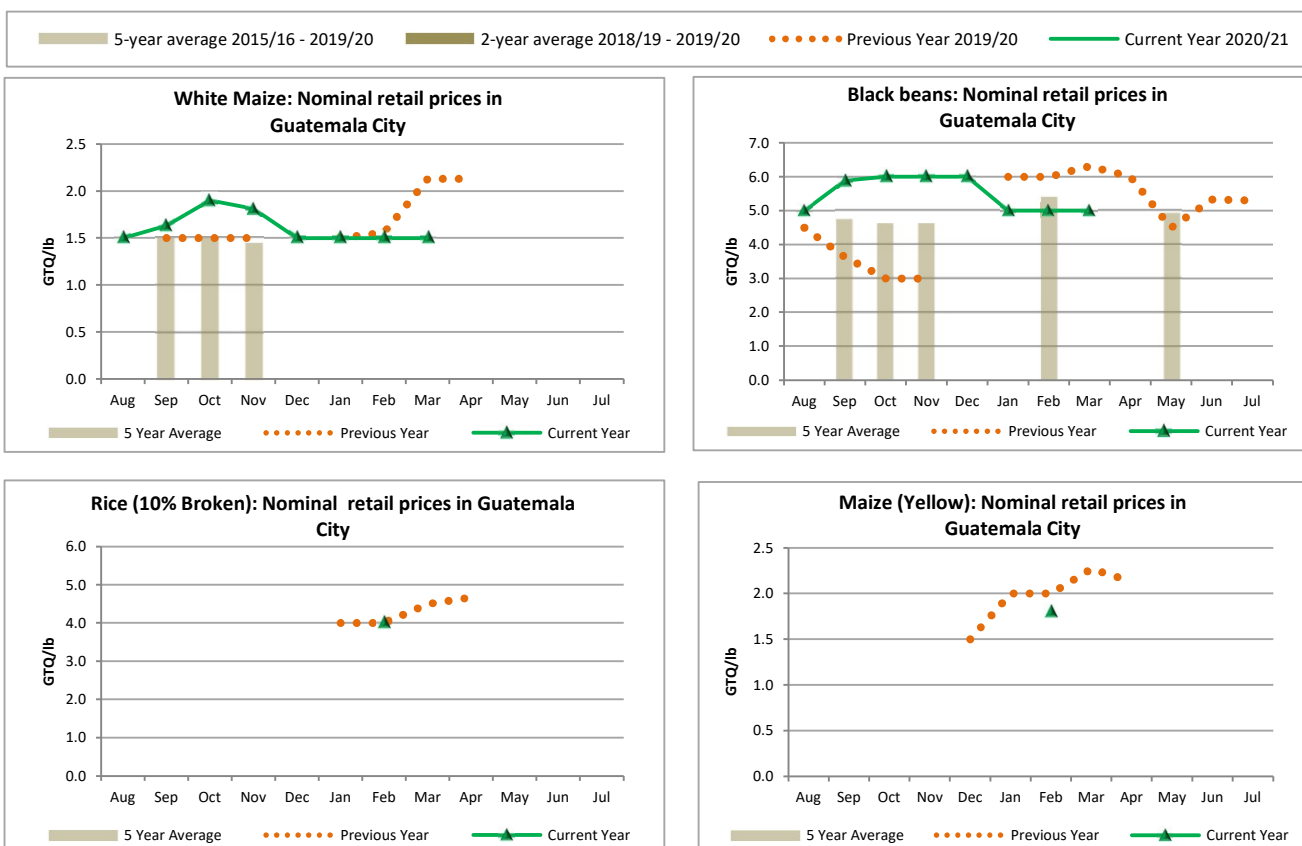 5-year average 2015/16 - 2019/20 2-year average 2018/19 - 2019/20 Previous Year 2019/20 Current Year 2020/21
White Maize: Nominal retail prices in
Guatemala City
2.5
2.0
1.5
1.0
0.5
0.0
GTQ/lb
Aug Sep Oct Nov Dec Jan Feb Mar Apr May Jun Jul
5 Year Average Previous Year Current Year
Black beans: Nominal retail prices in
Guatemala City
7.0
6.0
5.0
4.0
3.0
2.0
1.0
0.0
GTQ/lb
Aug Sep Oct Nov Dec Jan Feb Mar Apr May Jun Jul
5 Year Average Previous Year Current Year
Rice (10% Broken): Nominal retail prices in Guatemala
City
6.0
5.0
4.0
3.0
2.0
1.0
0.0
GTQ/lb
Aug Sep Oct Nov Dec Jan Feb Mar Apr May Jun Jul
5 Year Average Previous Year Current Year
Maize (Yellow): Nominal retail prices in
Guatemala City
2.5
2.0
1.5
1.0
0.5
0.0
GTQ/lb
Aug Sep Oct Nov Dec Jan Feb Mar Apr May Jun Jul
5 Year Average Previous Year Current Year